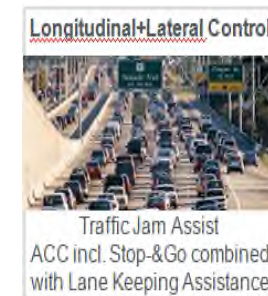 Longitudinal+Lateral Control
Traffic Jam Assist
ACC incl. Stop-&Go combined
with Lane Keeping Assistance